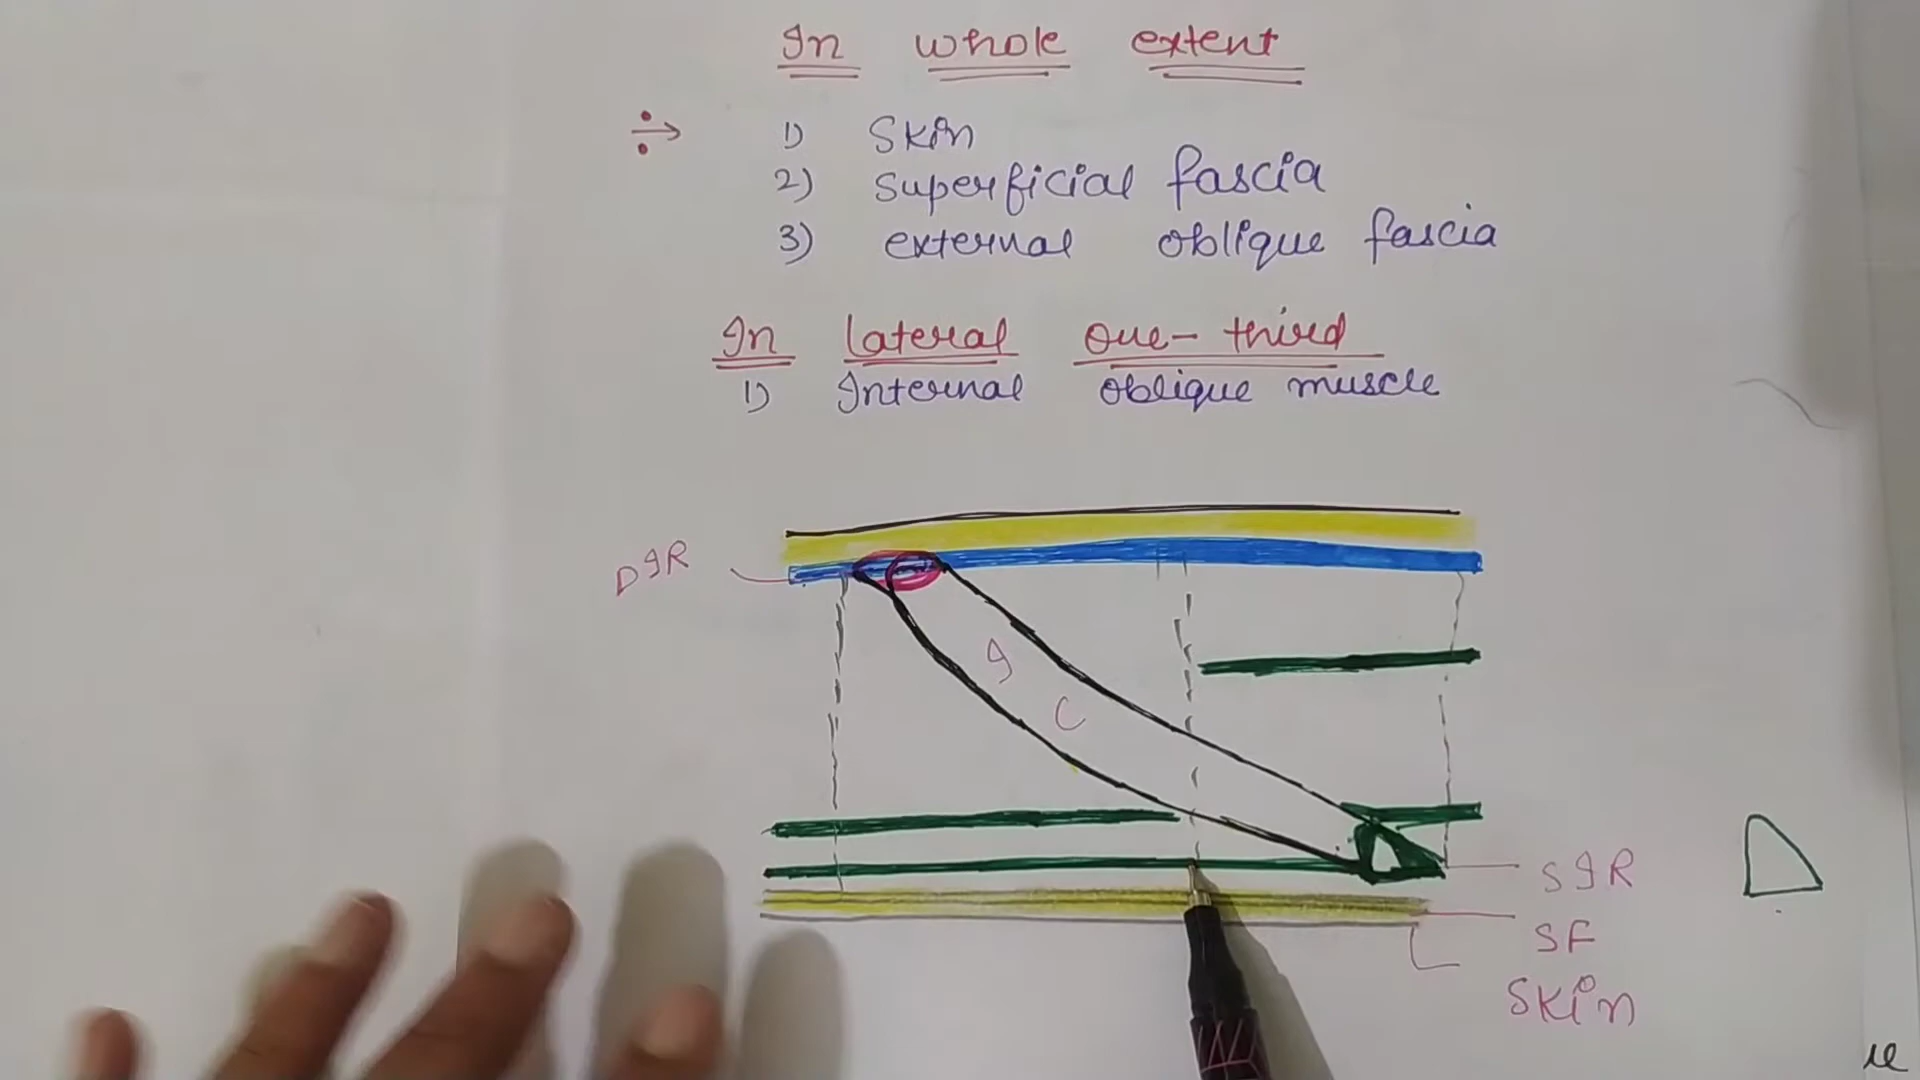 In whole extent
1) Skin
2) superficial fascia
3) external oblique fascia
In lateral one-third
1) Internal oblique muscle
DIR
I
C
SIR
SF
Skin